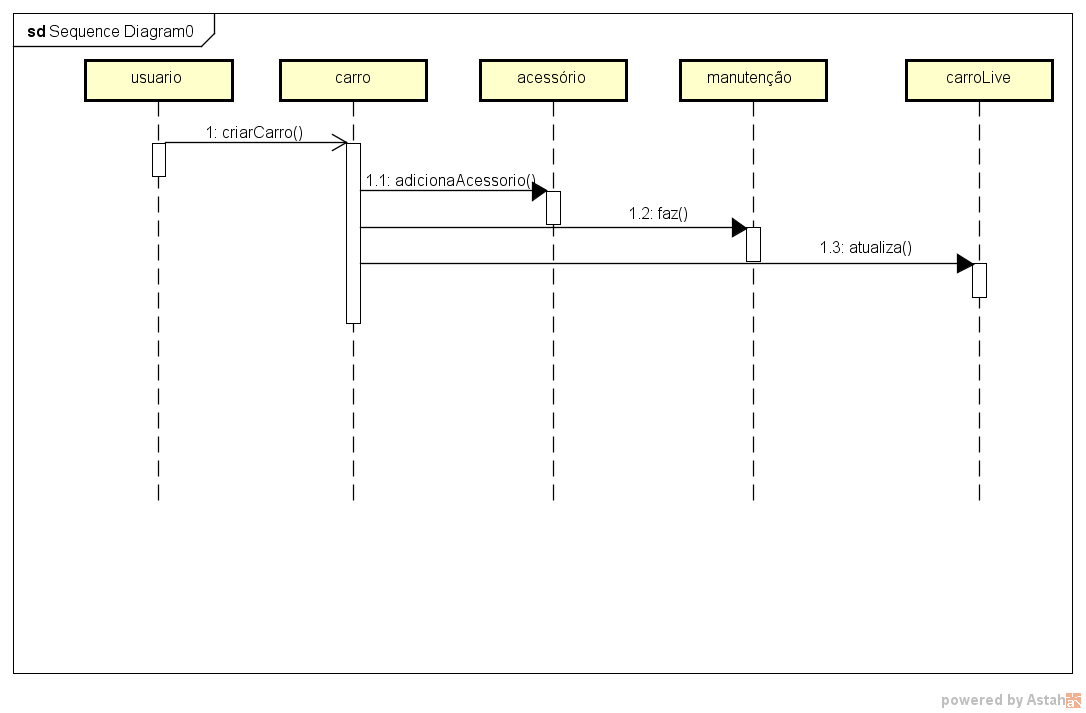 sd Sequence Diagram0
usuario
carro
acessório
manutenção
carroLive
1: criarCarro()
1.1: adicionaAcessorio()
1.2: faz()
1.3: atualiza()
powered by Astah